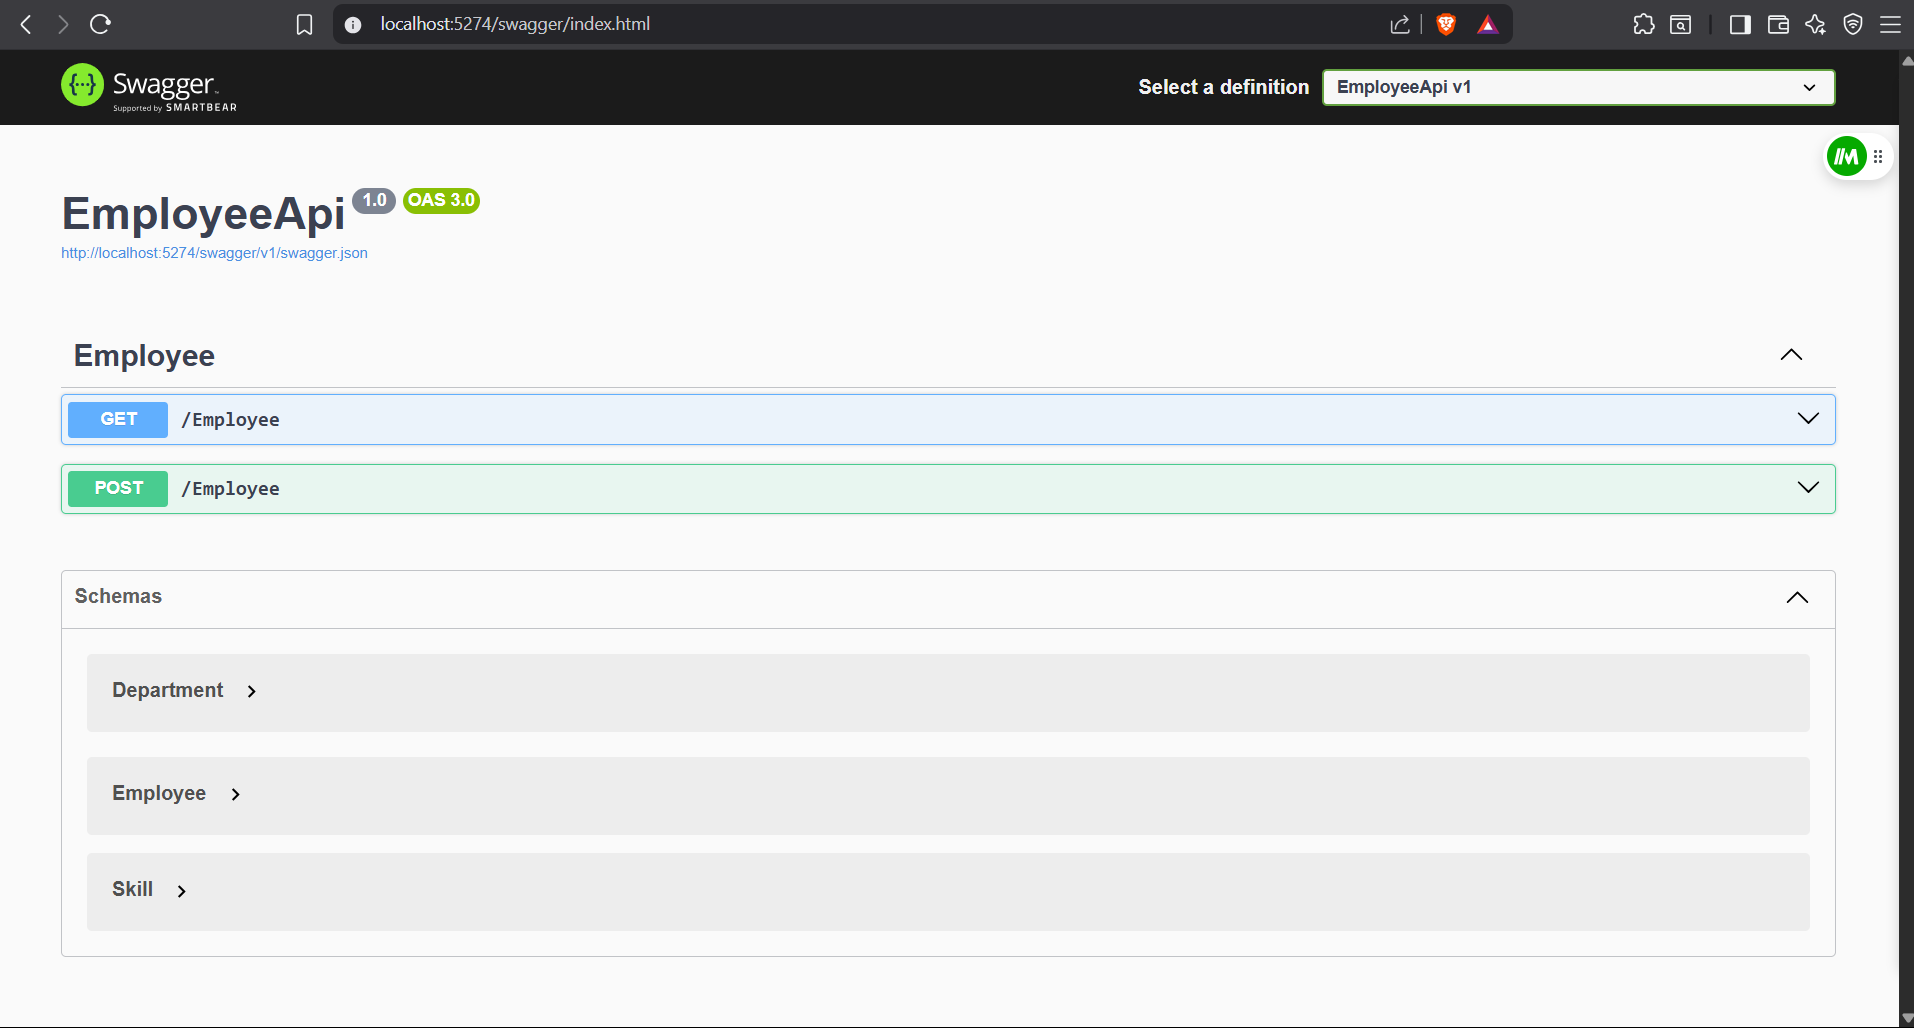 localhost:5274/swagger/index.html
Swagger
Supported by SMARTBEAR
Select a definition
EmployeeApi v1
EmployeeApi 1.0 OAS 3.0
http://localhost:5274/swagger/v1/swagger.json
Employee
GET /Employee
POST /Employee
Schemas
Department
Employee
Skill